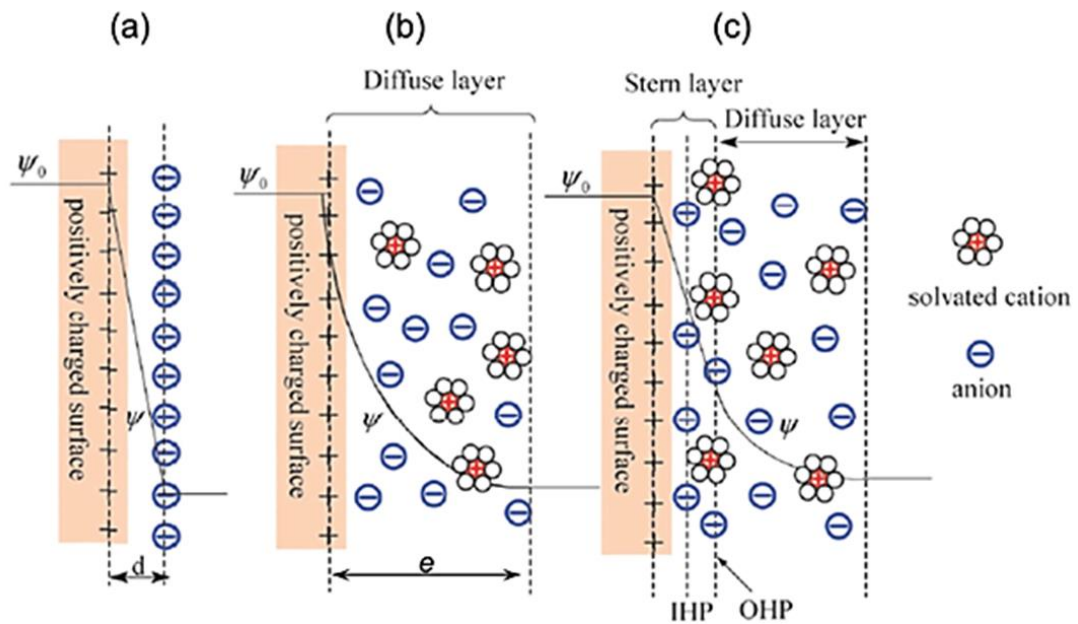 (a)
(b)
(c)
Diffuse layer
Stern layer
Diffuse layer
ψ₀
ψ₀
ψ₀
positively charged surface
positively charged surface
positively charged surface
solvated cation
anion
ψ
ψ
ψ
d
e
IHP
OHP